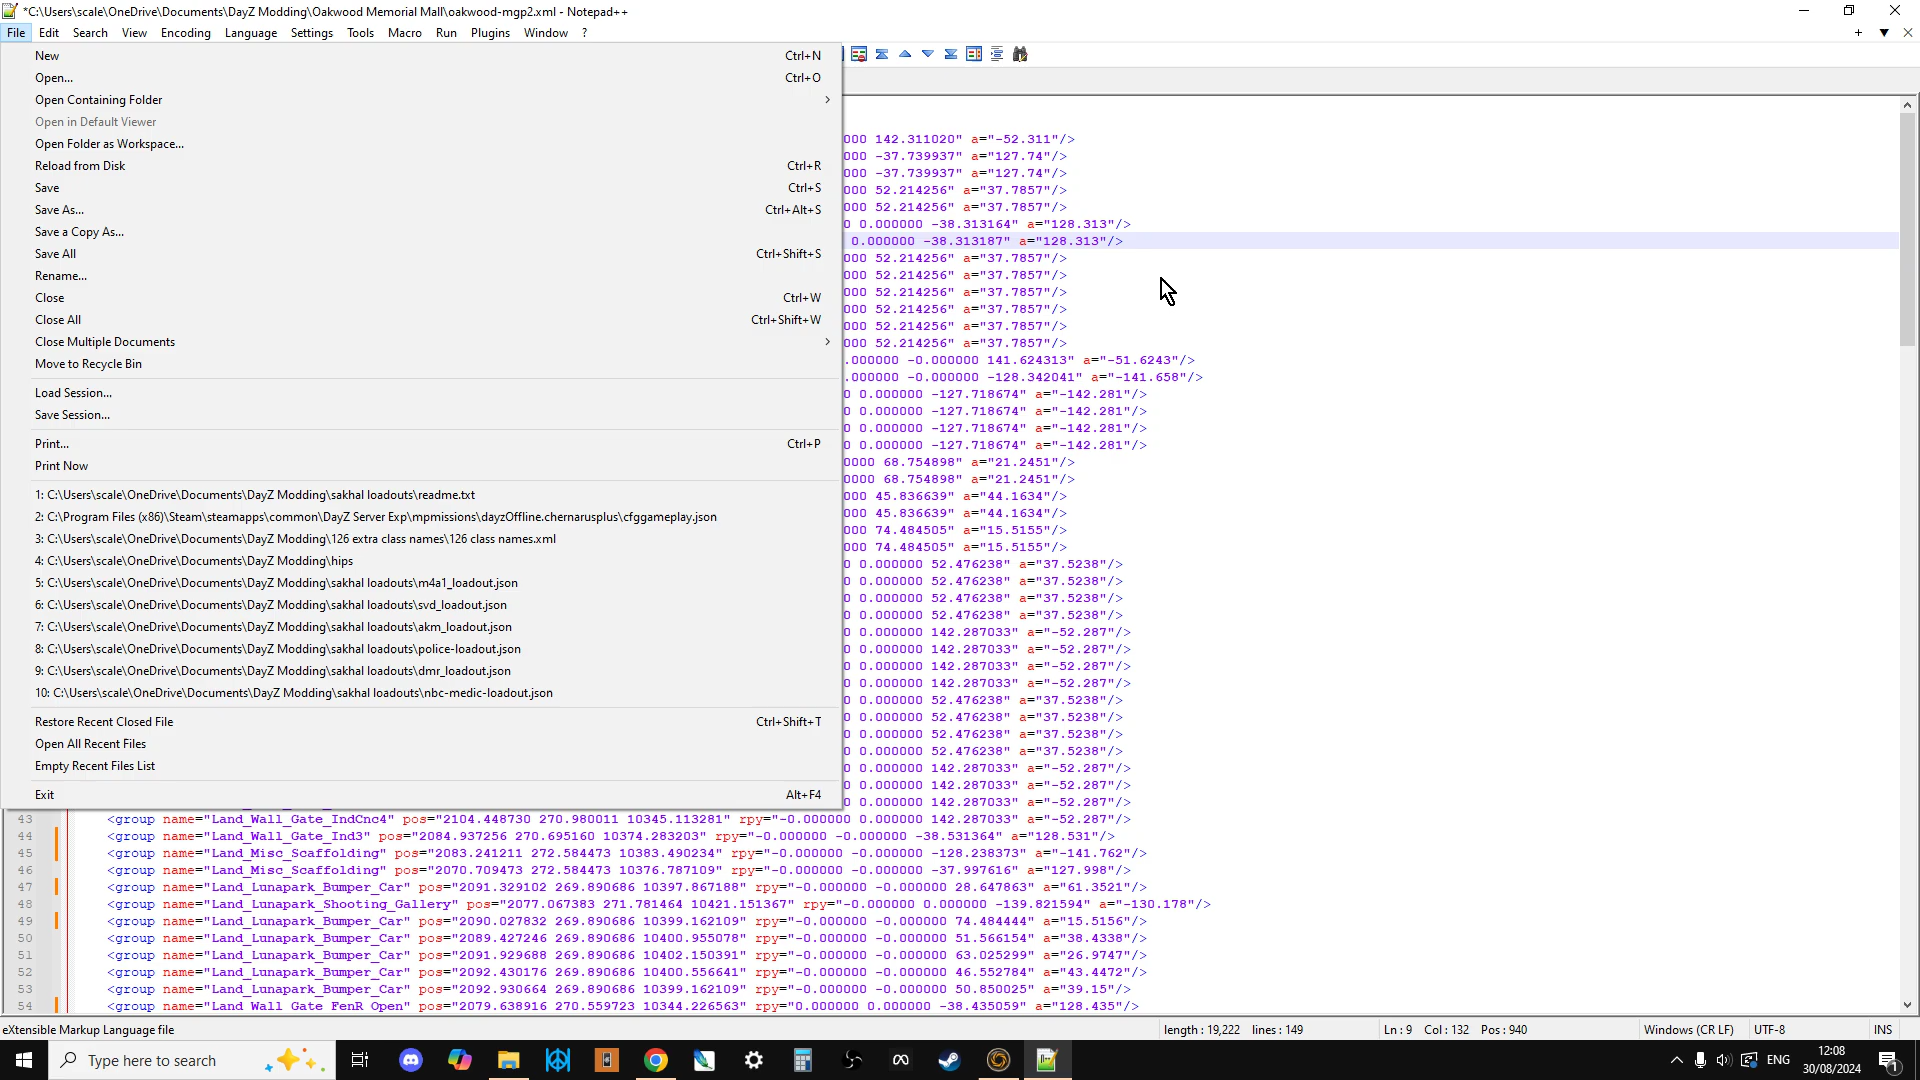 *C:\Users\scale\OneDrive\Documents\DayZ Modding\Oakwood Memorial Mall\oakwood-mgp2.xml - Notepad++
File Edit Search View Encoding Language Settings Tools Macro Run Plugins Window ?
New Ctrl+N
Open... Ctrl+O
Open Containing Folder
Open in Default Viewer
Open Folder as Workspace...
Reload from Disk Ctrl+R
Save Ctrl+S
Save As... Ctrl+Alt+S
Save a Copy As...
Save All Ctrl+Shift+S
Rename...
Close Ctrl+W
Close All Ctrl+Shift+W
Close Multiple Documents
Move to Recycle Bin
Load Session...
Save Session...
Print... Ctrl+P
Print Now
1: C:\Users\scale\OneDrive\Documents\DayZ Modding\sakhal loadouts\readme.txt
2: C:\Program Files (x86)\Steam\steamapps\common\DayZ Server Exp\mpmissions\dayzOffline.chernarusplus\cfggameplay.json
3: C:\Users\scale\OneDrive\Documents\DayZ Modding\126 extra class names\126 class names.xml
4: C:\Users\scale\OneDrive\Documents\DayZ Modding\hips
5: C:\Users\scale\OneDrive\Documents\DayZ Modding\sakhal loadouts\m4a1_loadout.json
6: C:\Users\scale\OneDrive\Documents\DayZ Modding\sakhal loadouts\svd_loadout.json
7: C:\Users\scale\OneDrive\Documents\DayZ Modding\sakhal loadouts\akm_loadout.json
8: C:\Users\scale\OneDrive\Documents\DayZ Modding\sakhal loadouts\police-loadout.json
9: C:\Users\scale\OneDrive\Documents\DayZ Modding\sakhal loadouts\dmr_loadout.json
10: C:\Users\scale\OneDrive\Documents\DayZ Modding\sakhal loadouts\nbc-medic-loadout.json
Restore Recent Closed File Ctrl+Shift+T
Open All Recent Files
Empty Recent Files List
Exit Alt+F4
000 142.311020" a="-52.311"/>
000 -37.739937" a="127.74"/>
000 -37.739937" a="127.74"/>
000 52.214256" a="37.7857"/>
000 52.214256" a="37.7857"/>
0 0.000000 -38.313164" a="128.313"/>
0.000000 -38.313187" a="128.313"/>
000 52.214256" a="37.7857"/>
000 52.214256" a="37.7857"/>
000 52.214256" a="37.7857"/>
000 52.214256" a="37.7857"/>
000 52.214256" a="37.7857"/>
000 52.214256" a="37.7857"/>
.000000 -0.000000 141.624313" a="-51.6243"/>
.000000 -0.000000 -128.342041" a="-141.658"/>
0 0.000000 -127.718674" a="-142.281"/>
0 0.000000 -127.718674" a="-142.281"/>
0 0.000000 -127.718674" a="-142.281"/>
0 0.000000 -127.718674" a="-142.281"/>
0000 68.754898" a="21.2451"/>
0000 68.754898" a="21.2451"/>
000 45.836639" a="44.1634"/>
000 45.836639" a="44.1634"/>
000 74.484505" a="15.5155"/>
000 74.484505" a="15.5155"/>
0 0.000000 52.476238" a="37.5238"/>
0 0.000000 52.476238" a="37.5238"/>
0 0.000000 52.476238" a="37.5238"/>
0 0.000000 52.476238" a="37.5238"/>
0 0.000000 142.287033" a="-52.287"/>
0 0.000000 142.287033" a="-52.287"/>
0 0.000000 142.287033" a="-52.287"/>
0 0.000000 142.287033" a="-52.287"/>
0 0.000000 52.476238" a="37.5238"/>
0 0.000000 52.476238" a="37.5238"/>
0 0.000000 52.476238" a="37.5238"/>
0 0.000000 52.476238" a="37.5238"/>
0 0.000000 142.287033" a="-52.287"/>
0 0.000000 142.287033" a="-52.287"/>
0 0.000000 142.287033" a="-52.287"/>
43 <group name="Land_Wall_Gate_IndCnc4" pos="2104.448730 270.980011 10345.113281" rpy="-0.000000 0.000000 142.287033" a="-52.287"/>
44 <group name="Land_Wall_Gate_Ind3" pos="2084.937256 270.695160 10374.283203" rpy="-0.000000 -0.000000 -38.531364" a="128.531"/>
45 <group name="Land_Misc_Scaffolding" pos="2083.241211 272.584473 10383.490234" rpy="-0.000000 -0.000000 -128.238373" a="-141.762"/>
46 <group name="Land_Misc_Scaffolding" pos="2070.709473 272.584473 10376.787109" rpy="-0.000000 -0.000000 -37.997616" a="127.998"/>
47 <group name="Land_Lunapark_Bumper_Car" pos="2091.329102 269.890686 10397.867188" rpy="-0.000000 -0.000000 28.647863" a="61.3521"/>
48 <group name="Land_Lunapark_Shooting_Gallery" pos="2077.067383 271.781464 10421.151367" rpy="-0.000000 0.000000 -139.821594" a="-130.178"/>
49 <group name="Land_Lunapark_Bumper_Car" pos="2090.027832 269.890686 10399.162109" rpy="-0.000000 -0.000000 74.484444" a="15.5156"/>
50 <group name="Land_Lunapark_Bumper_Car" pos="2089.427246 269.890686 10400.955078" rpy="-0.000000 -0.000000 51.566154" a="38.4338"/>
51 <group name="Land_Lunapark_Bumper_Car" pos="2091.929688 269.890686 10402.150391" rpy="-0.000000 -0.000000 63.025299" a="26.9747"/>
52 <group name="Land_Lunapark_Bumper_Car" pos="2092.430176 269.890686 10400.556641" rpy="-0.000000 -0.000000 46.552784" a="43.4472"/>
53 <group name="Land_Lunapark_Bumper_Car" pos="2092.930664 269.890686 10399.162109" rpy="-0.000000 -0.000000 50.850025" a="39.15"/>
54 <group name="Land_Wall_Gate_FenR_Open" pos="2079.638916 270.559723 10344.226563" rpy="0.000000 0.000000 -38.435059" a="128.435"/>
eXtensible Markup Language file length : 19,222 lines : 149 Ln : 9 Col : 132 Pos : 940 Windows (CR LF) UTF-8 INS
Type here to search ENG 12:08
30/08/2024
1